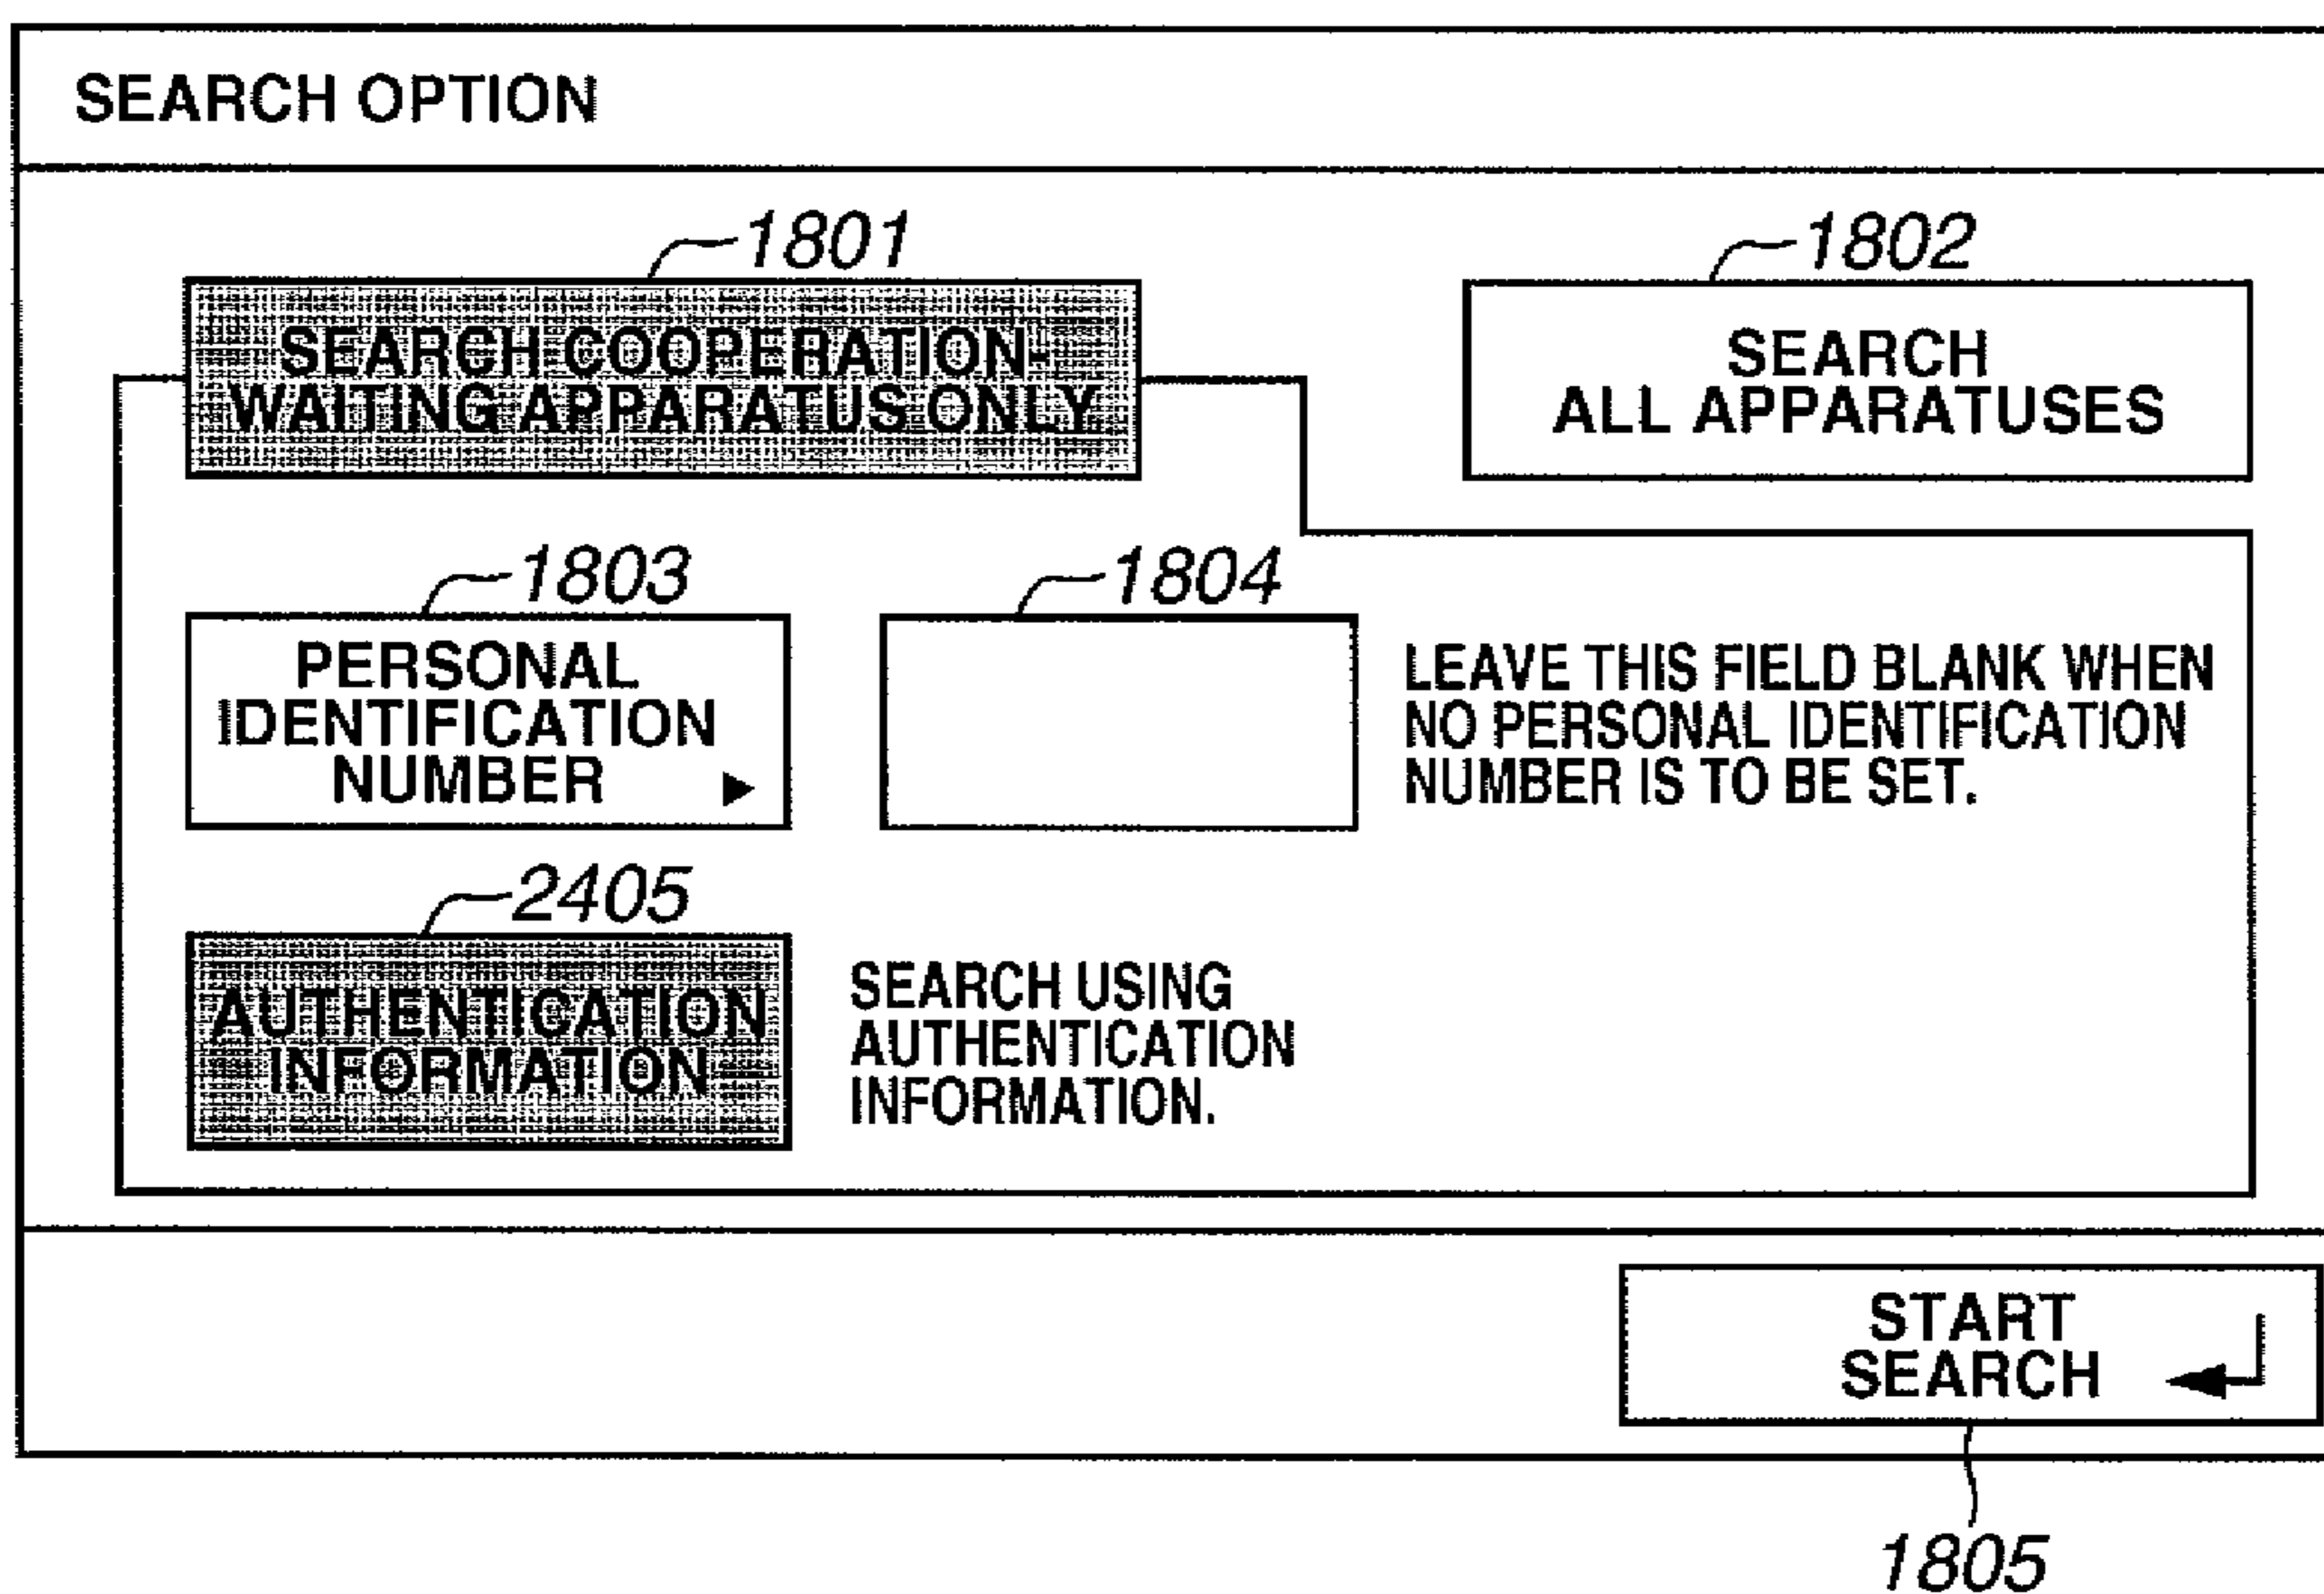 SEARCH OPTION
1801
1802
SEARCH COOPERATION-
WAITING APPARATUS ONLY
SEARCH
ALL APPARATUSES
1803
1804
PERSONAL
IDENTIFICATION
NUMBER
LEAVE THIS FIELD BLANK WHEN
NO PERSONAL IDENTIFICATION
NUMBER IS TO BE SET.
2405
AUTHENTICATION
INFORMATION
SEARCH USING
AUTHENTICATION
INFORMATION.
START
SEARCH
1805